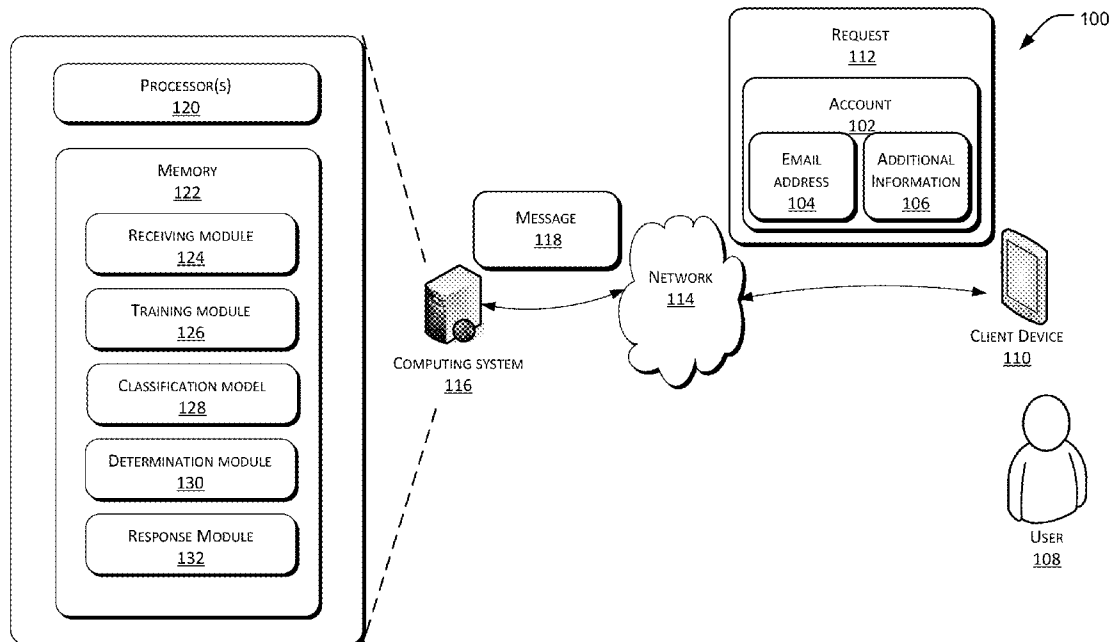 100
PROCESSOR(S)
120
MEMORY
122
RECEIVING MODULE
124
TRAINING MODULE
126
CLASSIFICATION MODEL
128
DETERMINATION MODULE
130
RESPONSE MODULE
132
COMPUTING SYSTEM
116
MESSAGE
118
NETWORK
114
REQUEST
112
ACCOUNT
102
EMAIL
ADDRESS
104
ADDITIONAL
INFORMATION
106
CLIENT DEVICE
110
USER
108